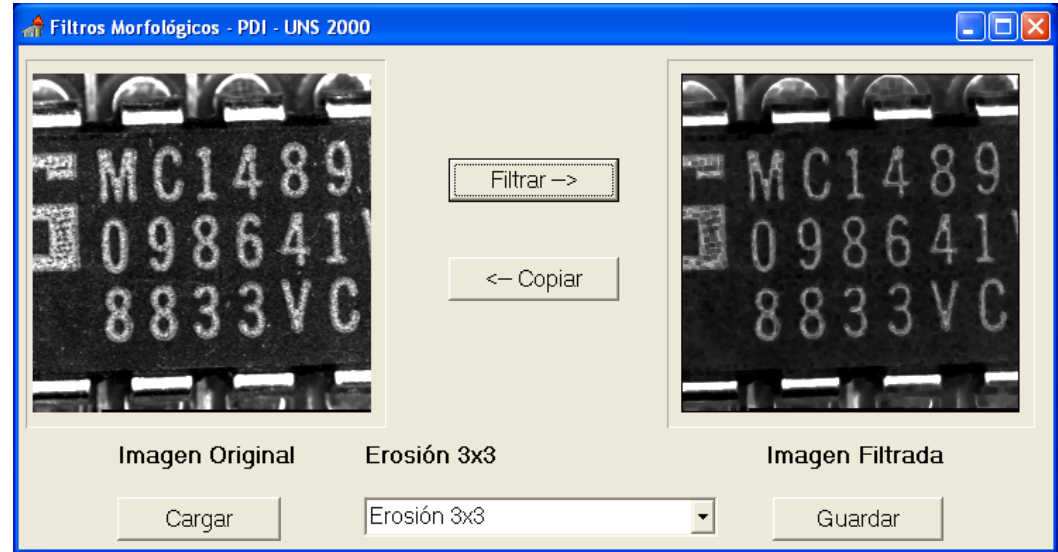 Filtros Morfológicos - PDI - UNS 2000
MC1489
098641
8833VC
MC1489
098641
8833VC
Filtrar -->
<-- Copiar
Imagen Original
Erosión 3x3
Imagen Filtrada
Cargar
Erosión 3x3
Guardar